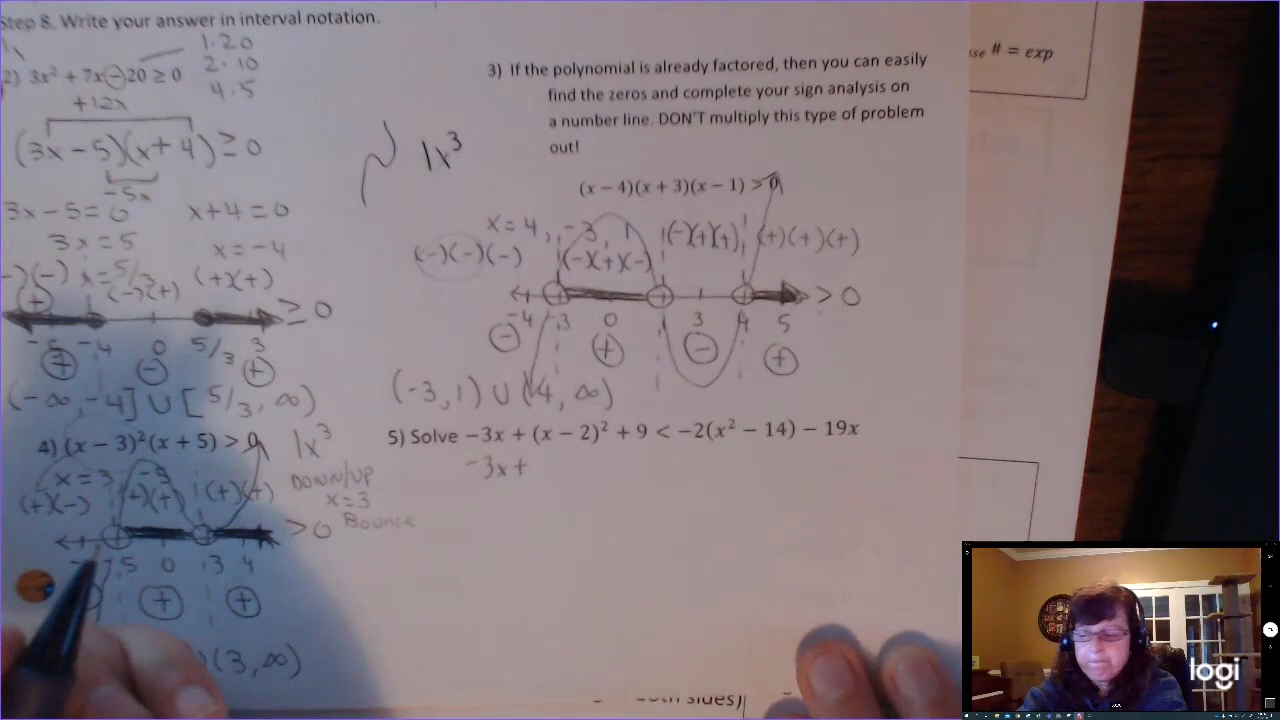 Step 8. Write your answer in interval notation.
1·20
2·10
4·5
2) 3x² + 7x − 20 ≥ 0
+12x
(3x − 5)(x + 4) ≥ 0
−5x
3x − 5 = 0 x + 4 = 0
3x = 5 x = −4
x = 5/3
(−)(+) (+)(+)
≥ 0
−5 −4 0 5/3 3
+ − +
(−∞, −4] ∪ [5/3, ∞)
4) (x − 3)²(x + 5) > 0 1x³
x = 3, −5 DOWN/UP
x = 3
(+)(−) (+)(+) (+)(+)
Bounce
> 0
−5 0 3 4
+ +
(3, ∞)
use # = exp
3) If the polynomial is already factored, then you can easily
find the zeros and complete your sign analysis on
a number line. DON'T multiply this type of problem
out!
1x³
(x − 4)(x + 3)(x − 1) > 0
x = 4, −3, 1
(−)(−)(−) (−)(+)(−) (−)(+)(+) (+)(+)(+)
> 0
−4 −3 0 3 4 5
− + − +
(−3, 1) ∪ (4, ∞)
5) Solve −3x + (x − 2)² + 9 < −2(x² − 14) − 19x
−3x +
sides)
logi